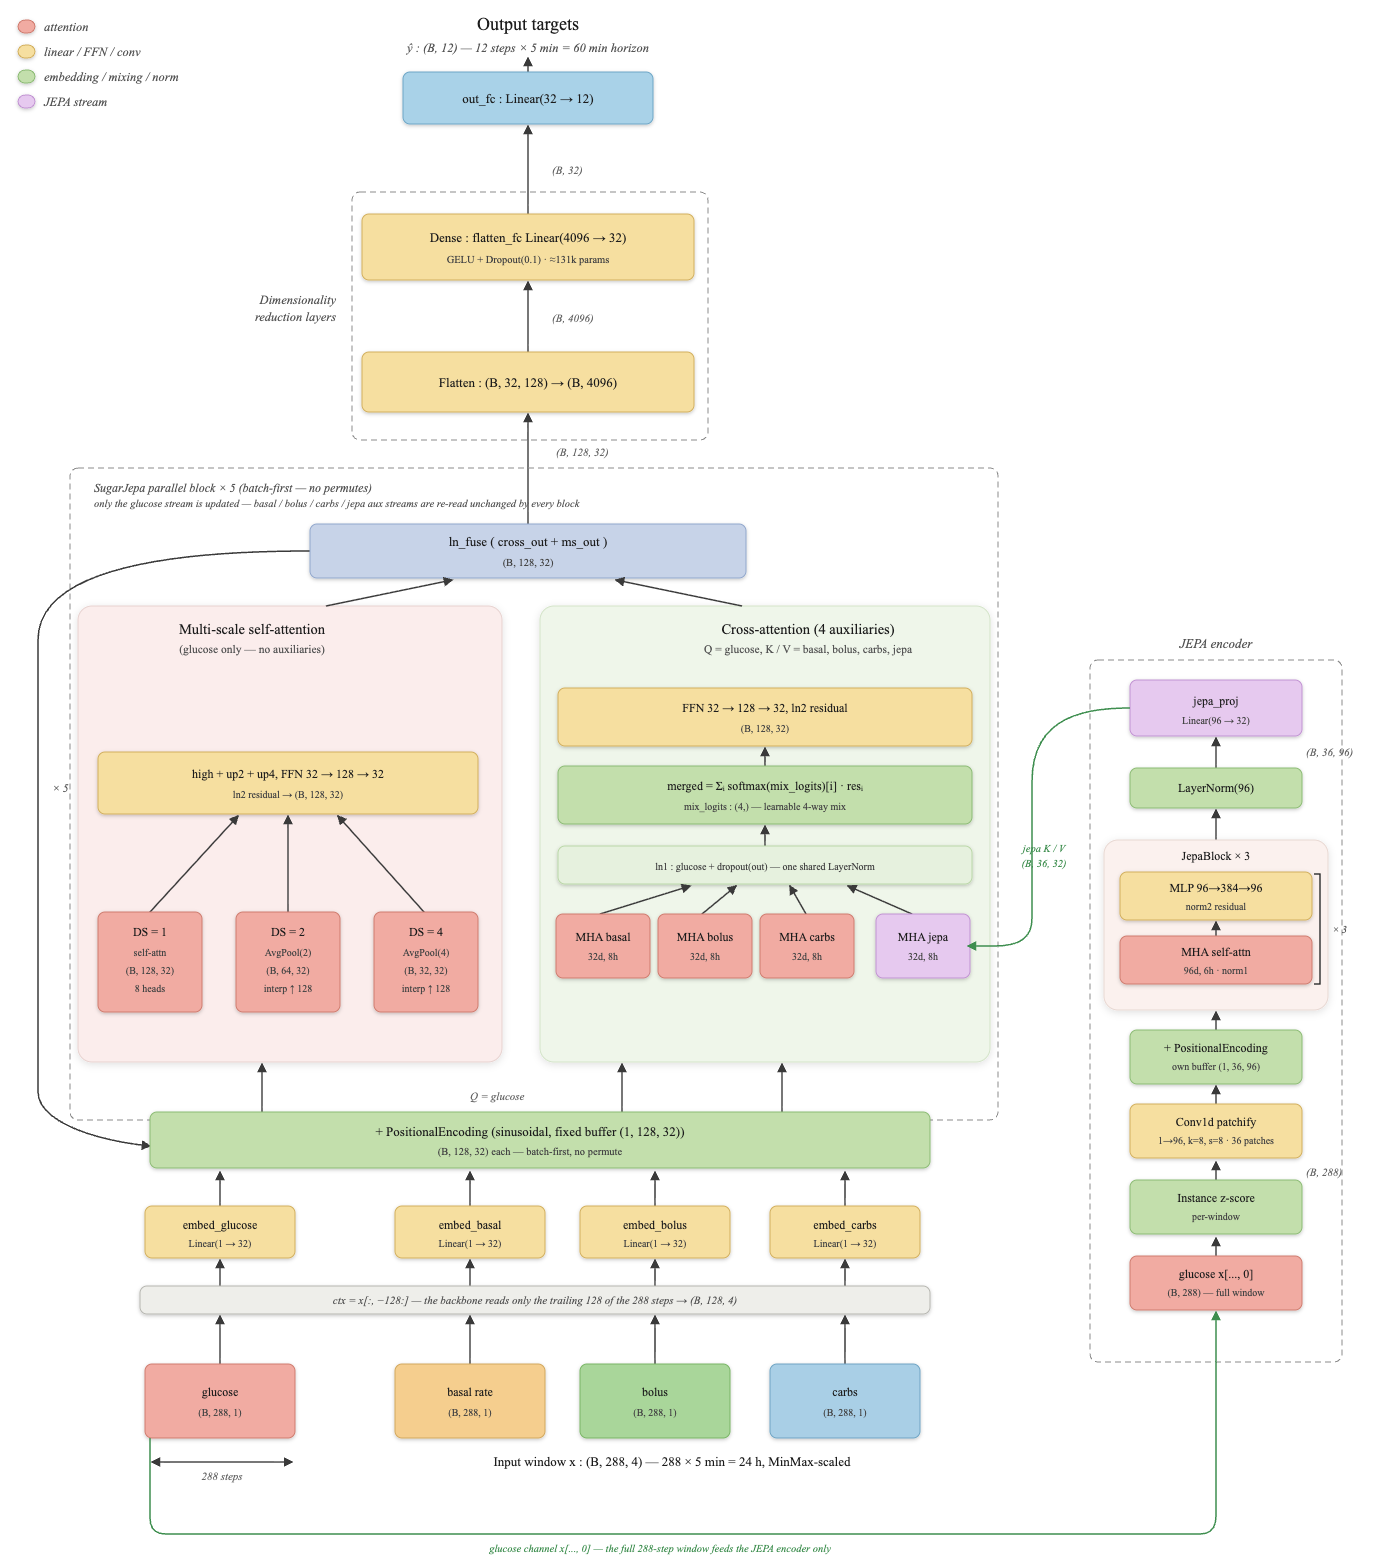 attention
linear / FFN / conv
embedding / mixing / norm
JEPA stream
Output targets
ŷ : (B, 12) — 12 steps × 5 min = 60 min horizon
out_fc : Linear(32 → 12)
(B, 32)
Dense : flatten_fc Linear(4096 → 32)
GELU + Dropout(0.1) · ≈131k params
Dimensionality
reduction layers
(B, 4096)
Flatten : (B, 32, 128) → (B, 4096)
(B, 128, 32)
SugarJepa parallel block × 5 (batch-first — no permutes)
only the glucose stream is updated — basal / bolus / carbs / jepa aux streams are re-read unchanged by every block
ln_fuse ( cross_out + ms_out )
(B, 128, 32)
Multi-scale self-attention
(glucose only — no auxiliaries)
Cross-attention (4 auxiliaries)
Q = glucose, K / V = basal, bolus, carbs, jepa
FFN 32 → 128 → 32, ln2 residual
(B, 128, 32)
high + up2 + up4, FFN 32 → 128 → 32
ln2 residual → (B, 128, 32)
× 5
merged = Σᵢ softmax(mix_logits)[i] · resᵢ
mix_logits : (4,) — learnable 4-way mix
ln1 : glucose + dropout(out) — one shared LayerNorm
DS = 1
self-attn
(B, 128, 32)
8 heads
DS = 2
AvgPool(2)
(B, 64, 32)
interp ↑ 128
DS = 4
AvgPool(4)
(B, 32, 32)
interp ↑ 128
MHA basal
32d, 8h
MHA bolus
32d, 8h
MHA carbs
32d, 8h
MHA jepa
32d, 8h
Q = glucose
+ PositionalEncoding (sinusoidal, fixed buffer (1, 128, 32))
(B, 128, 32) each — batch-first, no permute
embed_glucose
Linear(1 → 32)
embed_basal
Linear(1 → 32)
embed_bolus
Linear(1 → 32)
embed_carbs
Linear(1 → 32)
ctx = x[:, −128:] — the backbone reads only the trailing 128 of the 288 steps → (B, 128, 4)
glucose
(B, 288, 1)
basal rate
(B, 288, 1)
bolus
(B, 288, 1)
carbs
(B, 288, 1)
288 steps
Input window x : (B, 288, 4) — 288 × 5 min = 24 h, MinMax-scaled
glucose channel x[..., 0] — the full 288-step window feeds the JEPA encoder only
JEPA encoder
jepa_proj
Linear(96 → 32)
(B, 36, 96)
LayerNorm(96)
jepa K / V
(B, 36, 32)
JepaBlock × 3
MLP 96→384→96
norm2 residual
× 3
MHA self-attn
96d, 6h · norm1
+ PositionalEncoding
own buffer (1, 36, 96)
Conv1d patchify
1→96, k=8, s=8 · 36 patches
(B, 288)
Instance z-score
per-window
glucose x[..., 0]
(B, 288) — full window